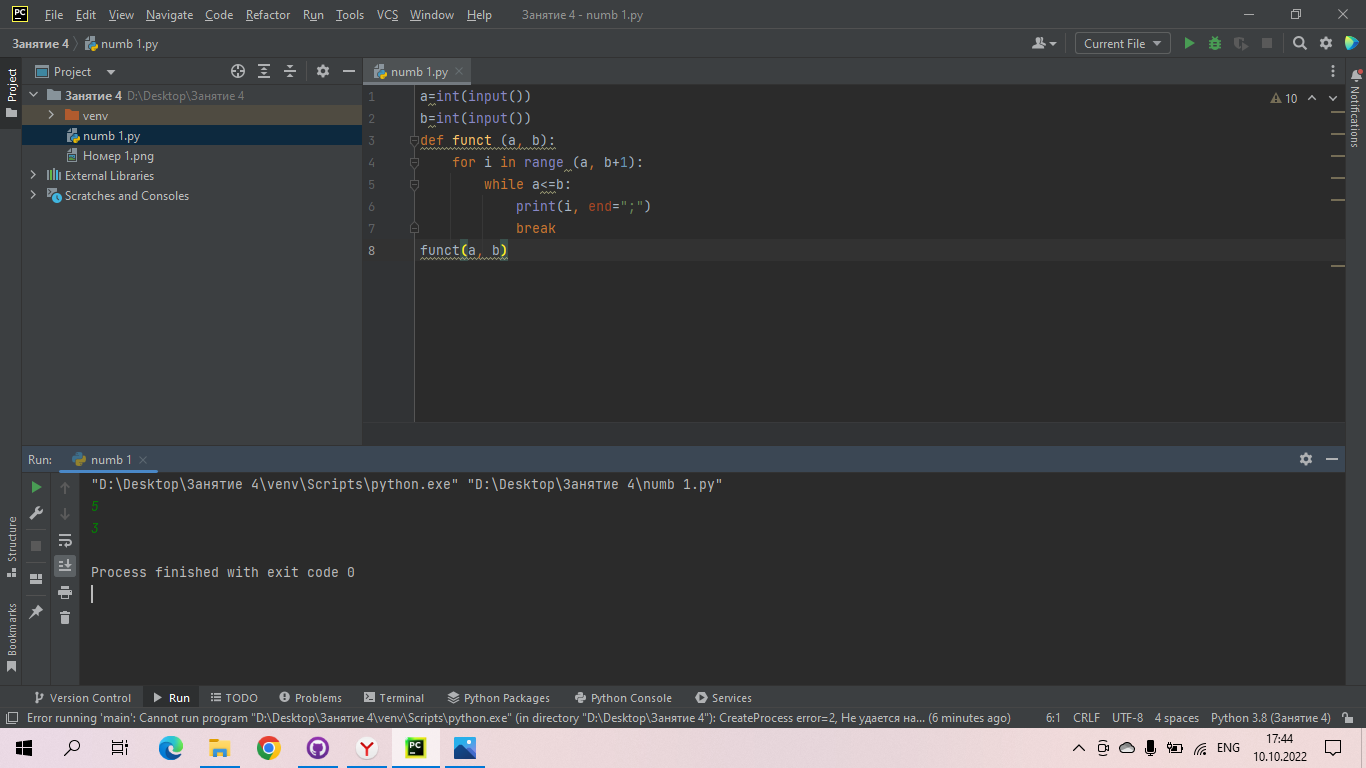 PC File Edit View Navigate Code Refactor Run Tools VCS Window Help Занятие 4 - numb 1.py
Занятие 4 numb 1.py Current File
Project Project numb 1.py
Занятие 4 D:\Desktop\Занятие 4
venv
numb 1.py
Номер 1.png
External Libraries
Scratches and Consoles
1 a=int(input())
2 b=int(input())
3 def funct (a, b):
4 for i in range (a, b+1):
5 while a<=b:
6 print(i, end=";")
7 break
8 funct(a, b)
10
Notifications
Run: numb 1
"D:\Desktop\Занятие 4\venv\Scripts\python.exe" "D:\Desktop\Занятие 4\numb 1.py"
5
3
Process finished with exit code 0
Structure
Bookmarks
Version Control Run TODO Problems Terminal Python Packages Python Console Services
Error running 'main': Cannot run program "D:\Desktop\Занятие 4\venv\Scripts\python.exe" (in directory "D:\Desktop\Занятие 4"): CreateProcess error=2, Не удается на... (6 minutes ago) 6:1 CRLF UTF-8 4 spaces Python 3.8 (Занятие 4)
Y PC ENG 17:44
10.10.2022